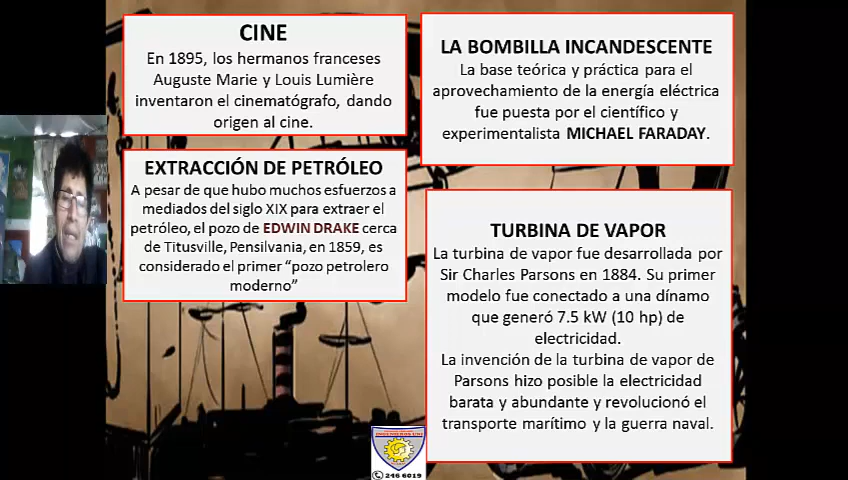 CINE
En 1895, los hermanos franceses
Auguste Marie y Louis Lumière
inventaron el cinematógrafo, dando
origen al cine.
EXTRACCIÓN DE PETRÓLEO
A pesar de que hubo muchos esfuerzos a
mediados del siglo XIX para extraer el
petróleo, el pozo de EDWIN DRAKE cerca
de Titusville, Pensilvania, en 1859, es
considerado el primer “pozo petrolero
moderno”
LA BOMBILLA INCANDESCENTE
La base teórica y práctica para el
aprovechamiento de la energía eléctrica
fue puesta por el científico y
experimentalista MICHAEL FARADAY.
TURBINA DE VAPOR
La turbina de vapor fue desarrollada por
Sir Charles Parsons en 1884. Su primer
modelo fue conectado a una dínamo
que generó 7.5 kW (10 hp) de
electricidad.
La invención de la turbina de vapor de
Parsons hizo posible la electricidad
barata y abundante y revolucionó el
transporte marítimo y la guerra naval.
INGENIEROS UNI
246 6019